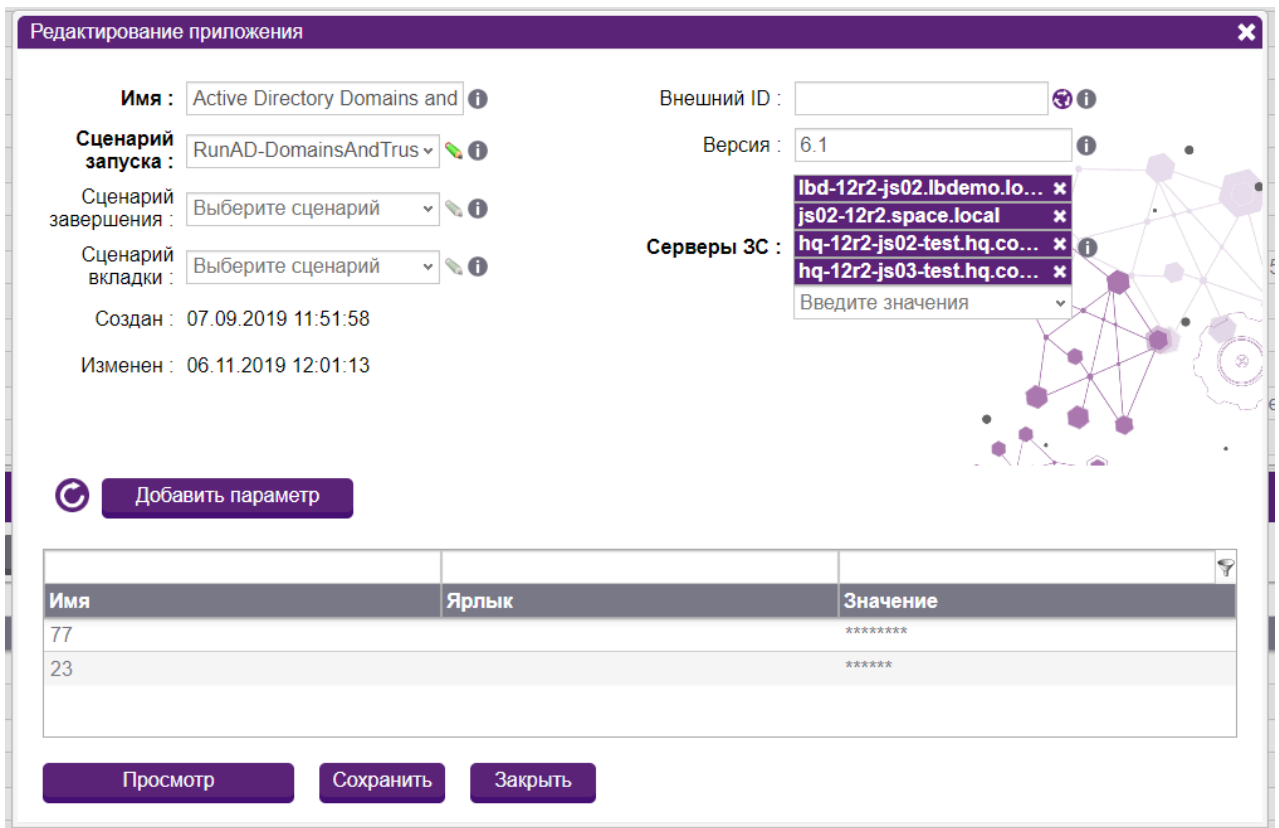 Редактирование приложения
Имя :
Active Directory Domains and
Внешний ID :
Сценарий
запуска :
RunAD-DomainsAndTrus
Версия :
6.1
Сценарий
завершения :
Выберите сценарий
Серверы ЗС :
lbd-12r2-js02.lbdemo.lo...
js02-12r2.space.local
hq-12r2-js02-test.hq.co...
hq-12r2-js03-test.hq.co...
Введите значения
Сценарий
вкладки :
Выберите сценарий
Создан :
07.09.2019 11:51:58
Изменен :
06.11.2019 12:01:13
Добавить параметр
Имя Ярлык Значение
77 ********
23 ******
Просмотр Сохранить Закрыть